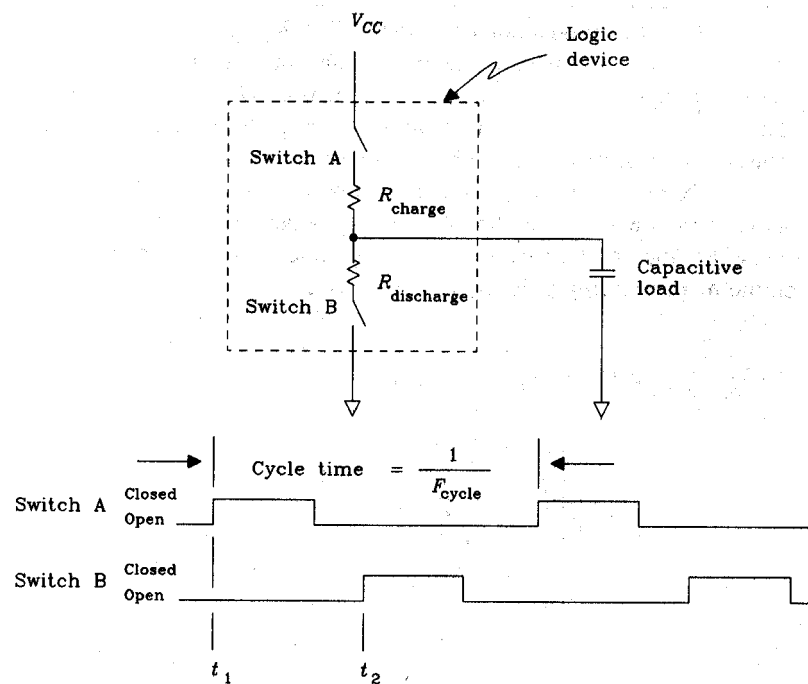 V_CC
Logic
device
Switch A
R_charge
R_discharge
Switch B
Capacitive
load
Cycle time = 1/F_cycle
Switch A Closed
Open
Switch B Closed
Open
t_1 t_2